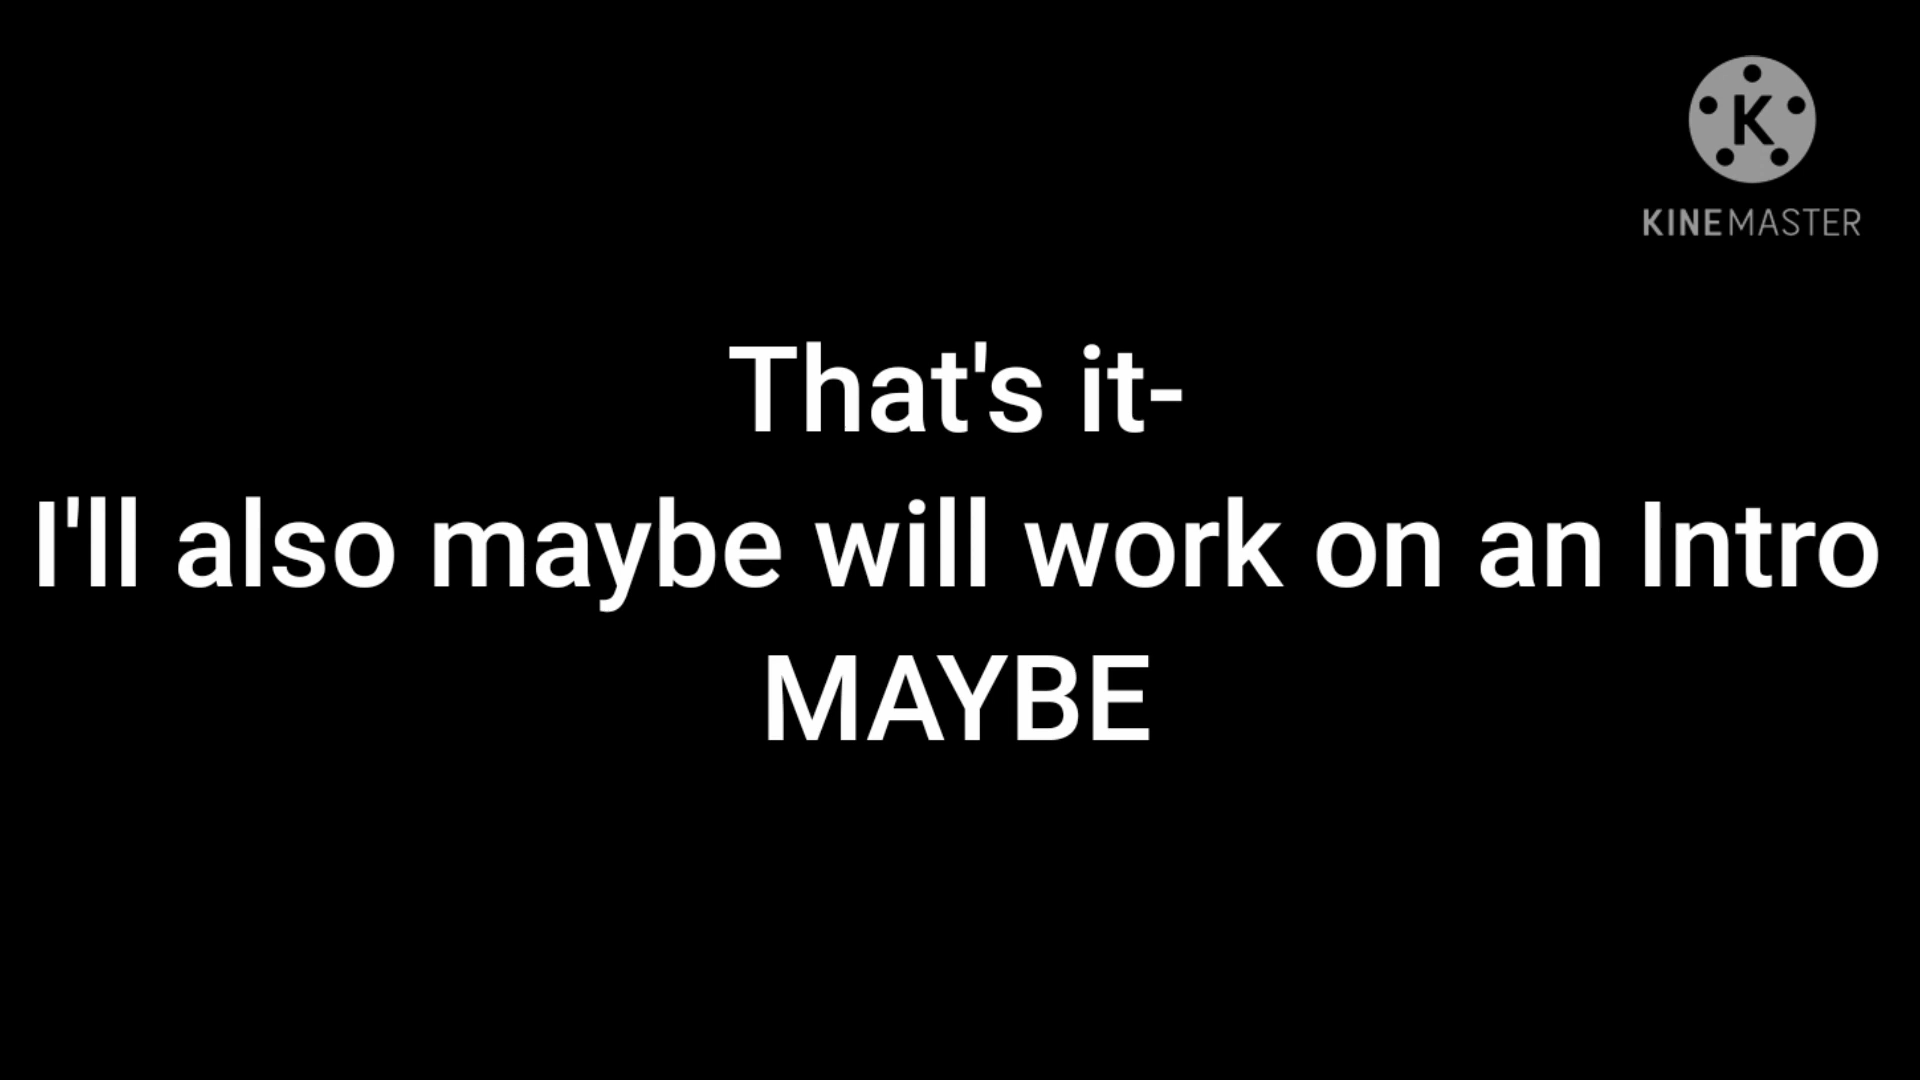 K
KINEMASTER
That's it-
I'll also maybe will work on an Intro
MAYBE